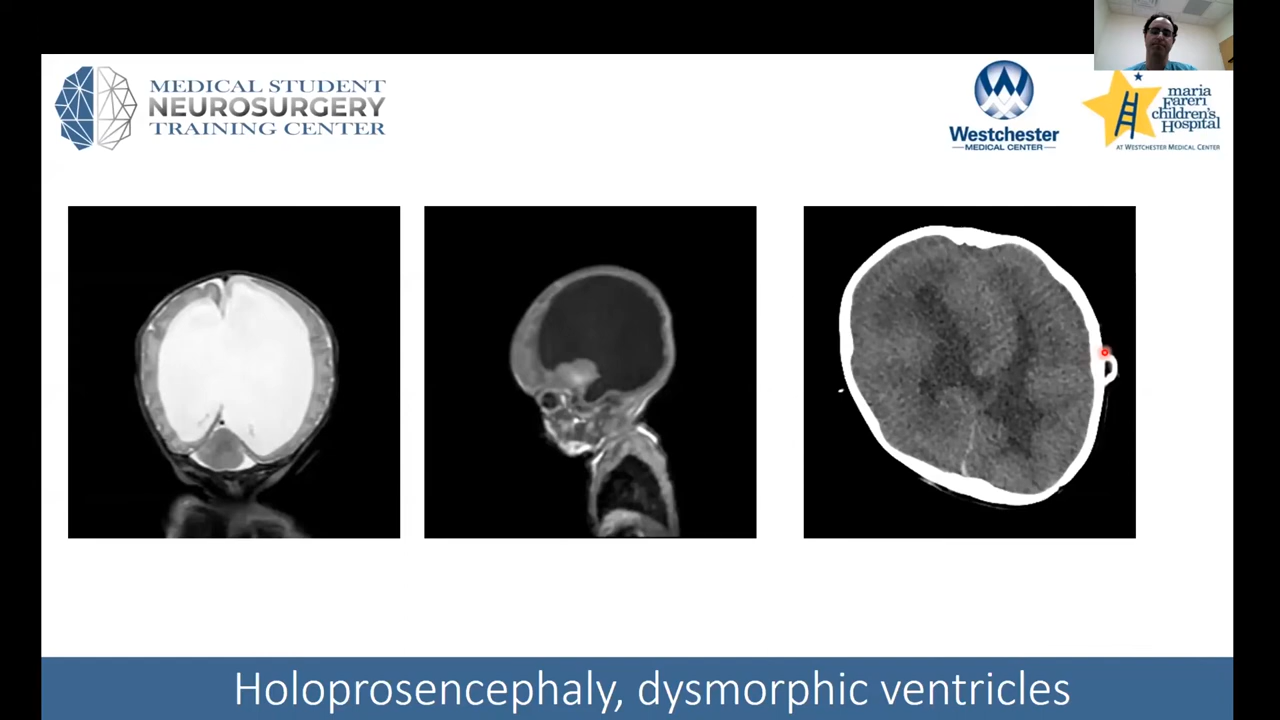 MEDICAL STUDENT
NEUROSURGERY
TRAINING CENTER
Westchester
MEDICAL CENTER
maria
fareri
children's
Hospital
AT WESTCHESTER MEDICAL CENTER
Holoprosencephaly, dysmorphic ventricles